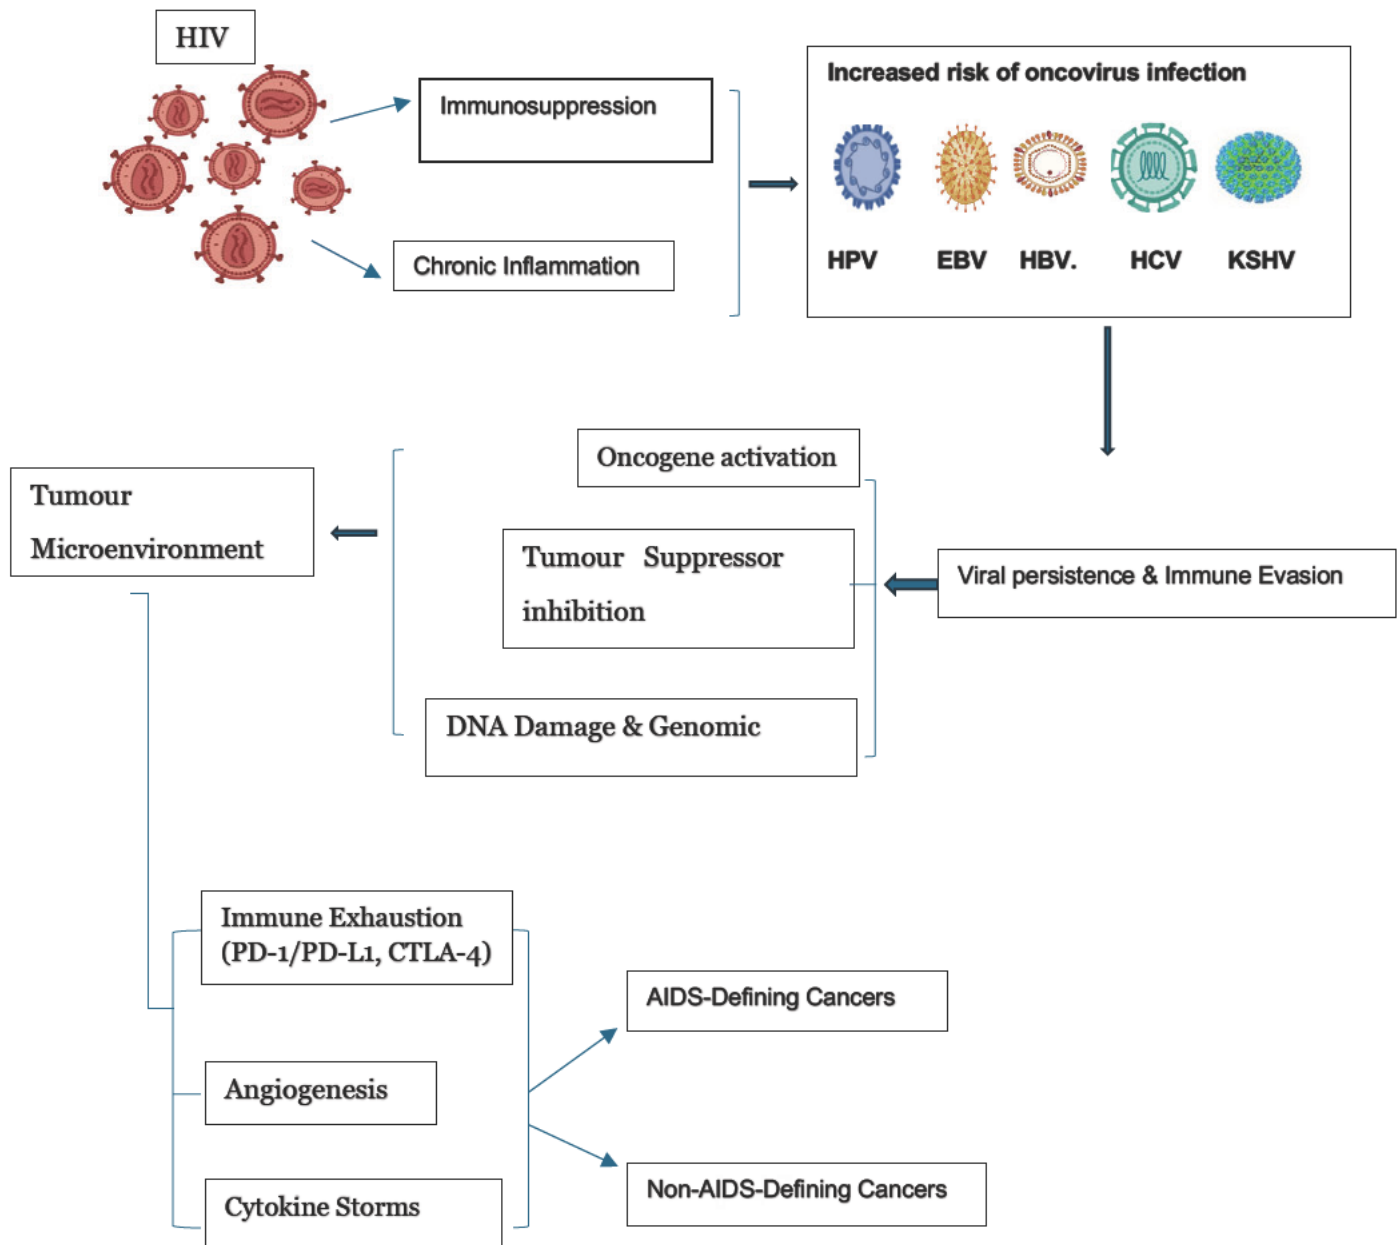 HIV
Immunosuppression
Chronic Inflammation
Increased risk of oncovirus infection
HPV EBV HBV. HCV KSHV
Oncogene activation
Tumour Suppressor
inhibition
DNA Damage & Genomic
Viral persistence & Immune Evasion
Tumour
Microenvironment
Immune Exhaustion
(PD-1/PD-L1, CTLA-4)
Angiogenesis
Cytokine Storms
AIDS-Defining Cancers
Non-AIDS-Defining Cancers